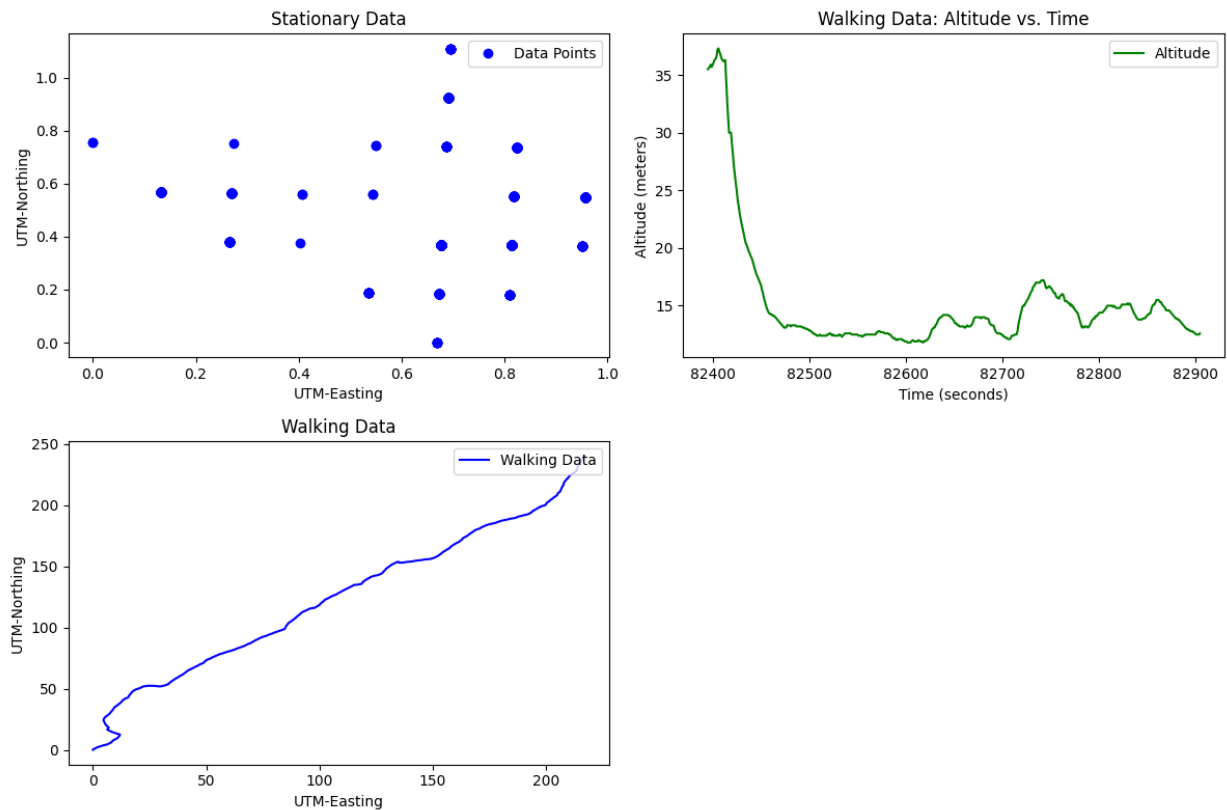 Stationary Data
Data Points
UTM-Northing
1.0
0.8
0.6
0.4
0.2
0.0
0.0 0.2 0.4 0.6 0.8 1.0
UTM-Easting
Walking Data: Altitude vs. Time
Altitude
Altitude (meters)
35
30
25
20
15
82400 82500 82600 82700 82800 82900
Time (seconds)
Walking Data
Walking Data
UTM-Northing
250
200
150
100
50
0
0 50 100 150 200
UTM-Easting